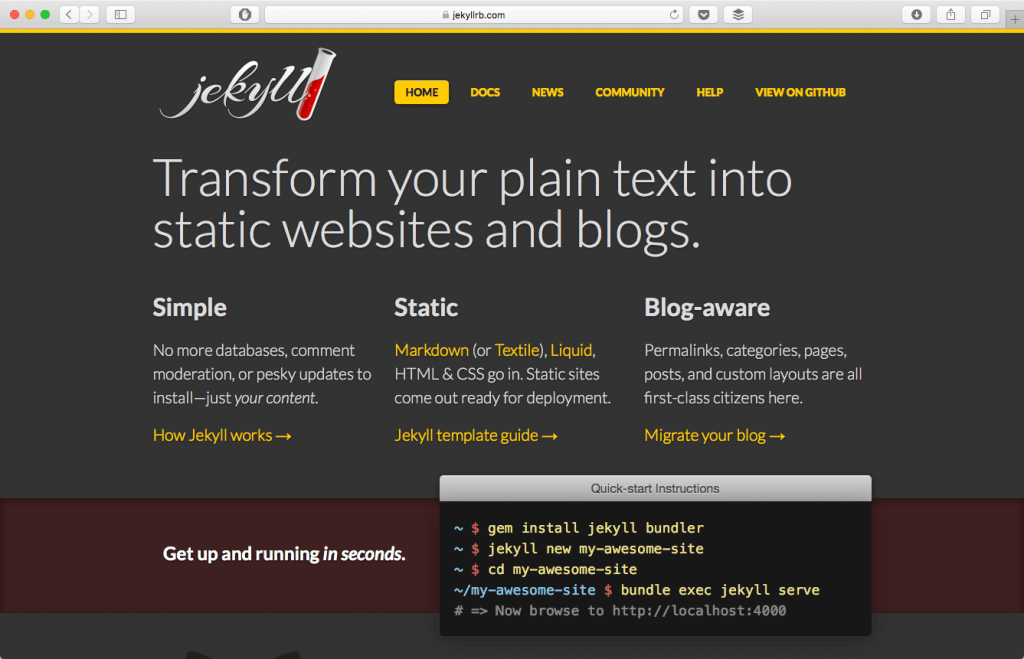 jekyllrb.com
jekyll
HOME DOCS NEWS COMMUNITY HELP VIEW ON GITHUB
Transform your plain text into
static websites and blogs.
Simple
No more databases, comment
moderation, or pesky updates to
install—just your content.
How Jekyll works →
Static
Markdown (or Textile), Liquid,
HTML & CSS go in. Static sites
come out ready for deployment.
Jekyll template guide →
Blog-aware
Permalinks, categories, pages,
posts, and custom layouts are all
first-class citizens here.
Migrate your blog →
Get up and running in seconds.
Quick-start Instructions
~ $ gem install jekyll bundler
~ $ jekyll new my-awesome-site
~ $ cd my-awesome-site
~/my-awesome-site $ bundle exec jekyll serve
# => Now browse to http://localhost:4000